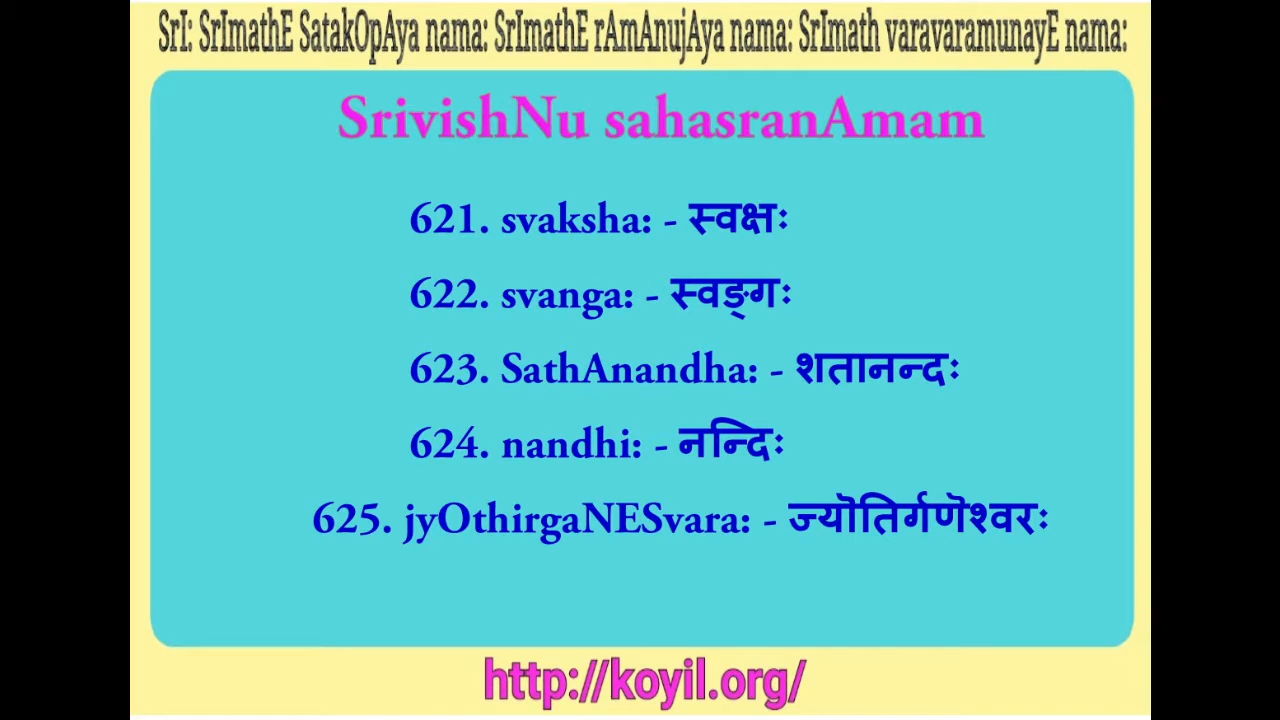 SrI: SrImathE SatakOpAya nama: SrImathE rAmAnujAya nama: SrImath varavaramunayE nama:
SrivishNu sahasranAmam
621. svaksha: - स्वक्षः
622. svanga: - स्वङ्गः
623. SathAnandha: - शतानन्दः
624. nandhi: - नन्दिः
625. jyOthirgaNESvara: - ज्यॊतिर्गणॆश्वरः
http://koyil.org/